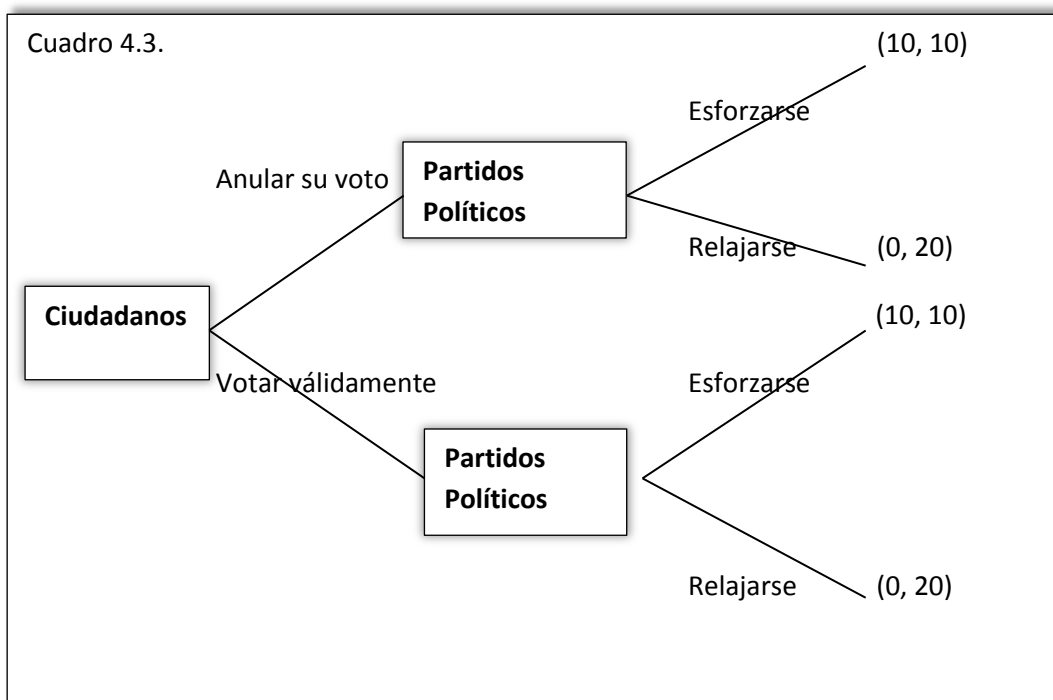 Cuadro 4.3.
(10, 10)
Esforzarse
Anular su voto
Partidos
Políticos
Relajarse
(0, 20)
Ciudadanos
(10, 10)
Votar válidamente
Esforzarse
Partidos
Políticos
Relajarse
(0, 20)